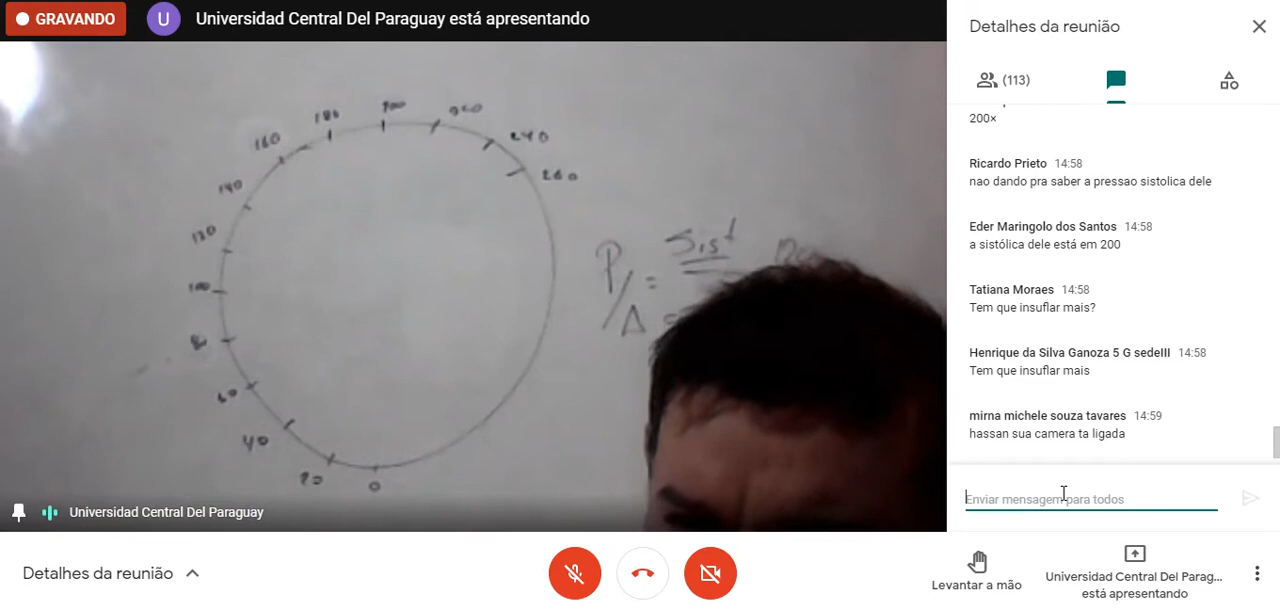 GRAVANDO
U
Universidad Central Del Paraguay está apresentando
Detalhes da reunião
(113)
200×
Ricardo Prieto 14:58
nao dando pra saber a pressao sistolica dele
Eder Maringolo dos Santos 14:58
a sistólica dele está em 200
Tatiana Moraes 14:58
Tem que insuflar mais?
Henrique da Silva Ganoza 5 G sedeIII 14:58
Tem que insuflar mais
mirna michele souza tavares 14:59
hassan sua camera ta ligada
Enviar mensagem para todos
200
180
160
240
260
140
100
60
40
20
0
P/A = Sist
Universidad Central Del Paraguay
Detalhes da reunião
Levantar a mão
Universidad Central Del Parag...
está apresentando